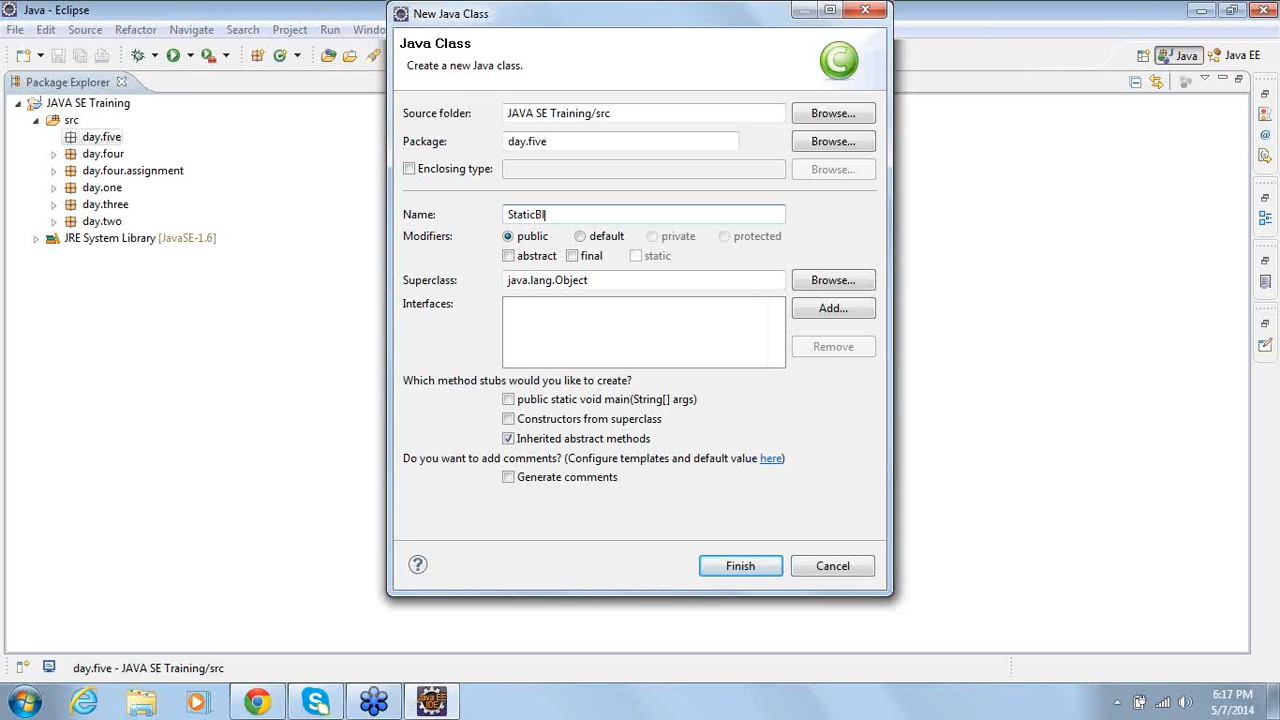 Java - Eclipse
File Edit Source Refactor Navigate Search Project Run Windo
Java
Java EE
Package Explorer
JAVA SE Training
src
day.five
day.four
day.four.assignment
day.one
day.three
day.two
JRE System Library [JavaSE-1.6]
New Java Class
Java Class
Create a new Java class.
C
Source folder: JAVA SE Training/src Browse...
Package: day.five Browse...
Enclosing type: Browse...
Name: StaticBl
Modifiers: public default private protected
abstract final static
Superclass: java.lang.Object Browse...
Interfaces: Add...
Remove
Which method stubs would you like to create?
public static void main(String[] args)
Constructors from superclass
Inherited abstract methods
Do you want to add comments? (Configure templates and default value here)
Generate comments
? Finish Cancel
day.five - JAVA SE Training/src
Java EE
IDE
6:17 PM
5/7/2014